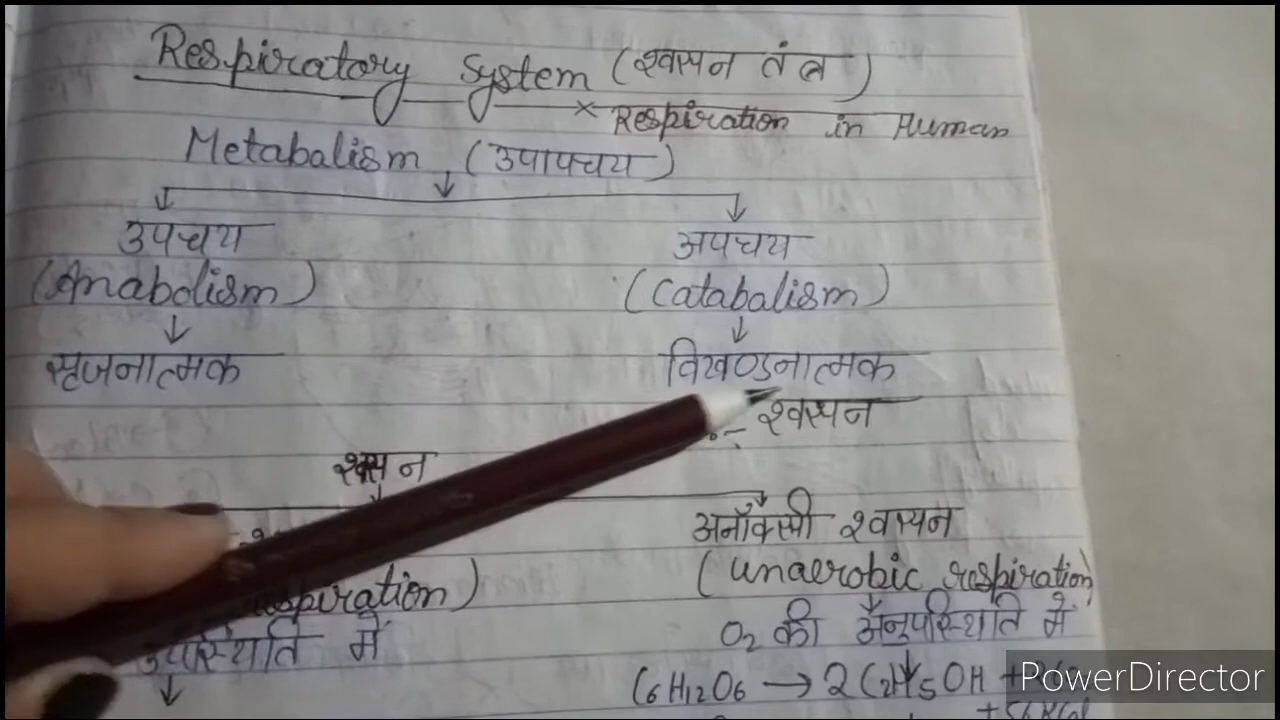 Respiratory System (श्वसन तंत्र)
× Respiration in Human
Metabalism (उपापचय)
उपचय
अपचय
(Anabolism)
(Catabalism)
सृजनात्मक
विखण्डनात्मक
श्वसन
श्वसन
अनॉक्सी श्वसन
respiration)
(unaerobic respiration)
उपस्थिति में
O₂ की अनुपस्थिति में
C₆H₁₂O₆ → 2C₂H₅OH +
PowerDirector